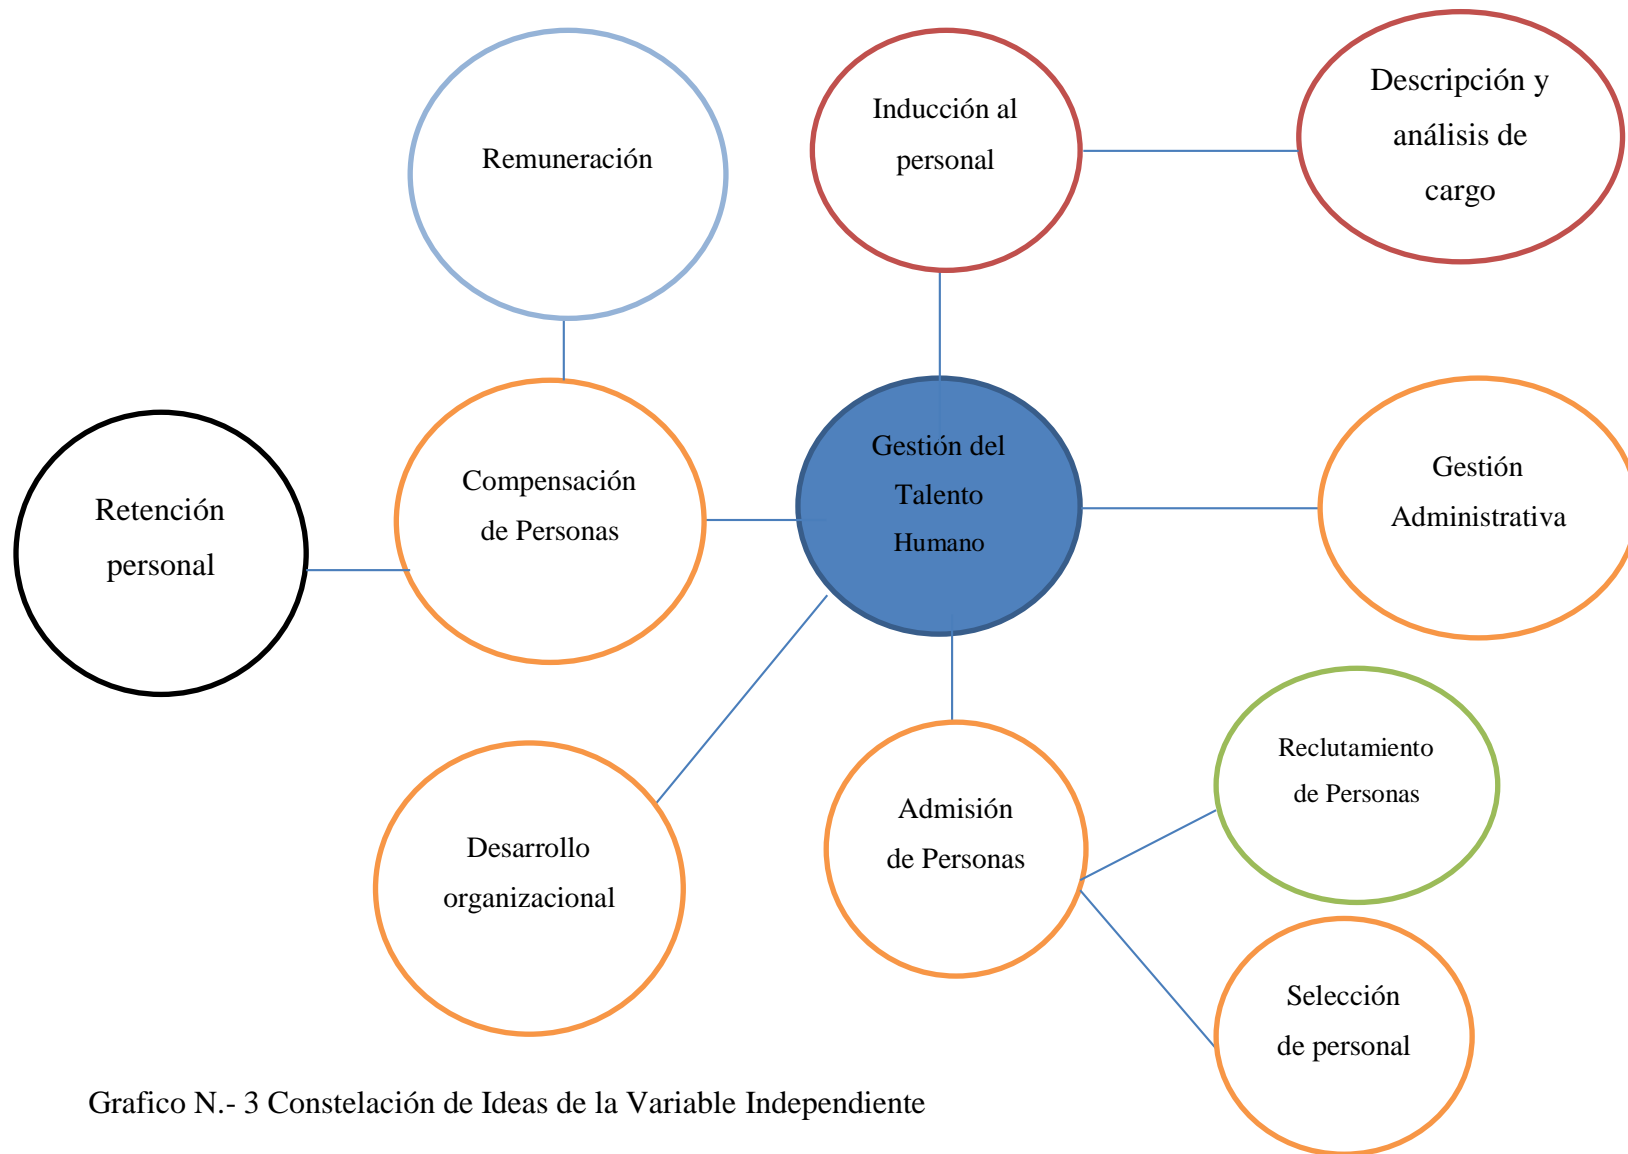 Remuneración
Inducción al
personal
Descripción y
análisis de
cargo
Retención
personal
Compensación
de Personas
Gestión del
Talento
Humano
Gestión
Administrativa
Desarrollo
organizacional
Admisión
de Personas
Reclutamiento
de Personas
Selección
de personal
Grafico N.- 3 Constelación de Ideas de la Variable Independiente